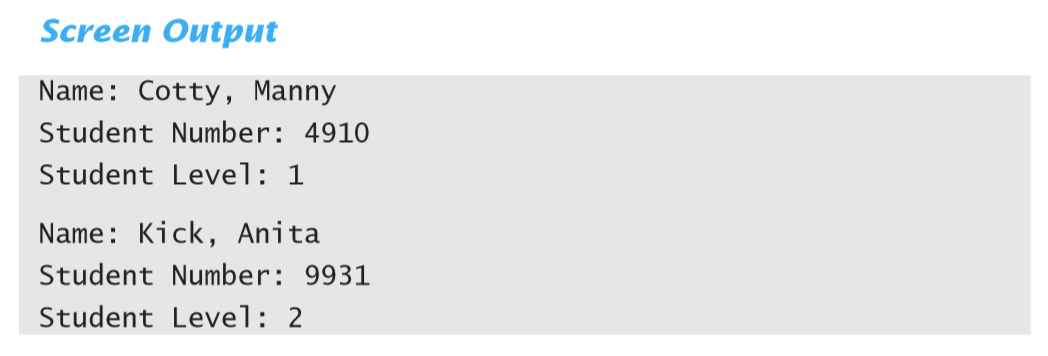 Screen Output
Name: Cotty, Manny
Student Number: 4910
Student Level: 1
Name: Kick, Anita
Student Number: 9931
Student Level: 2